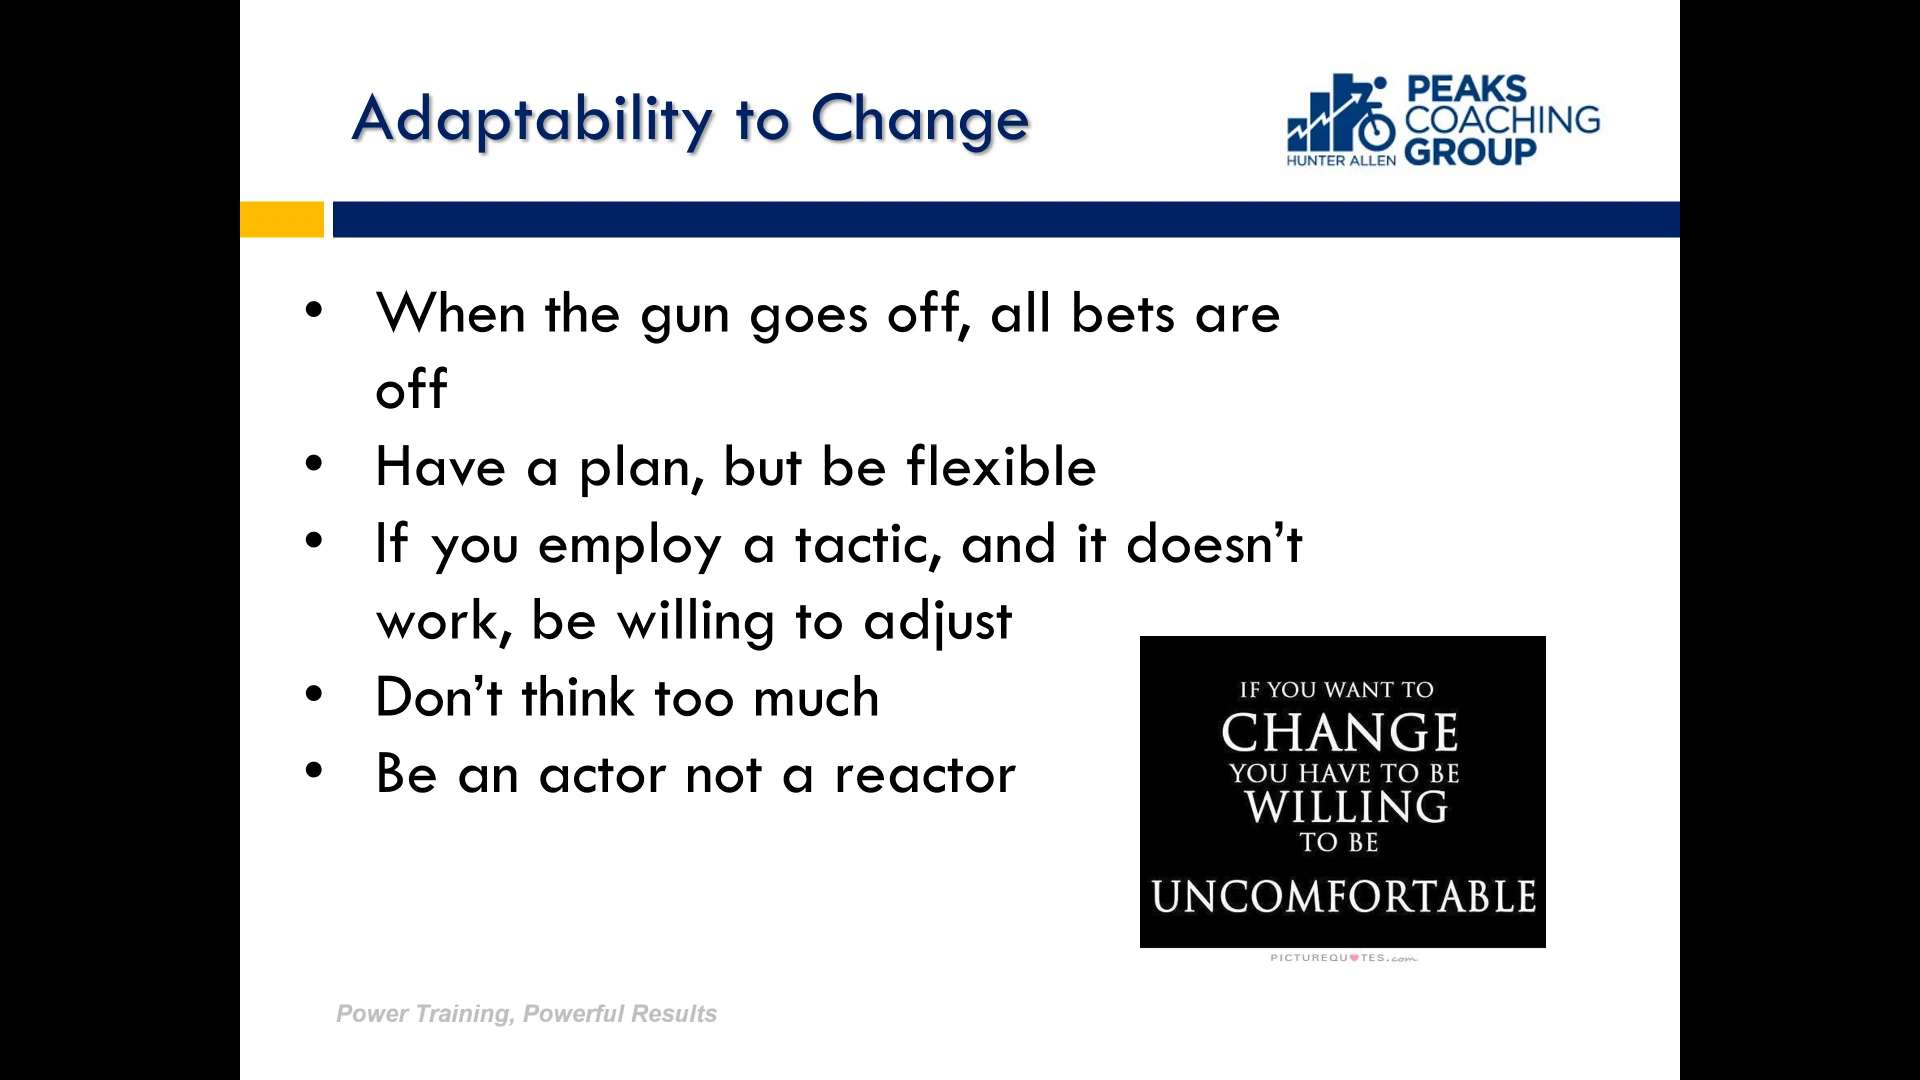 Adaptability to Change
PEAKS
COACHING
GROUP
HUNTER ALLEN
• When the gun goes off, all bets are
off
• Have a plan, but be flexible
• If you employ a tactic, and it doesn’t
work, be willing to adjust
• Don’t think too much
• Be an actor not a reactor
IF YOU WANT TO
CHANGE
YOU HAVE TO BE
WILLING
TO BE
UNCOMFORTABLE
PICTUREQU♥TES.com
Power Training, Powerful Results